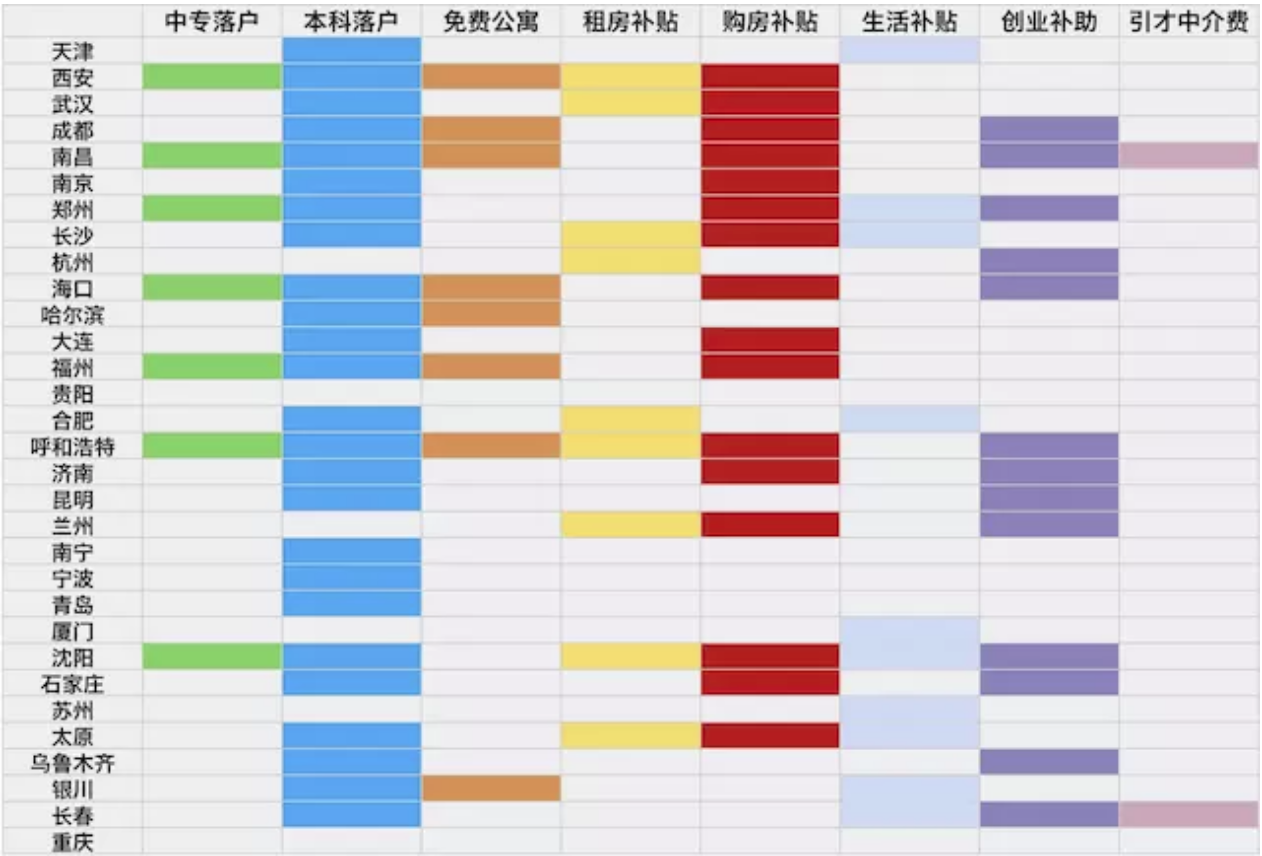 中专落户 本科落户 免费公寓 租房补贴 购房补贴 生活补贴 创业补助 引才中介费
天津
西安
武汉
成都
南昌
南京
郑州
长沙
杭州
海口
哈尔滨
大连
福州
贵阳
合肥
呼和浩特
济南
昆明
兰州
南宁
宁波
青岛
厦门
沈阳
石家庄
苏州
太原
乌鲁木齐
银川
长春
重庆